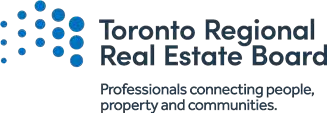 Toronto Regional
Real Estate Board
Professionals connecting people,
property and communities.